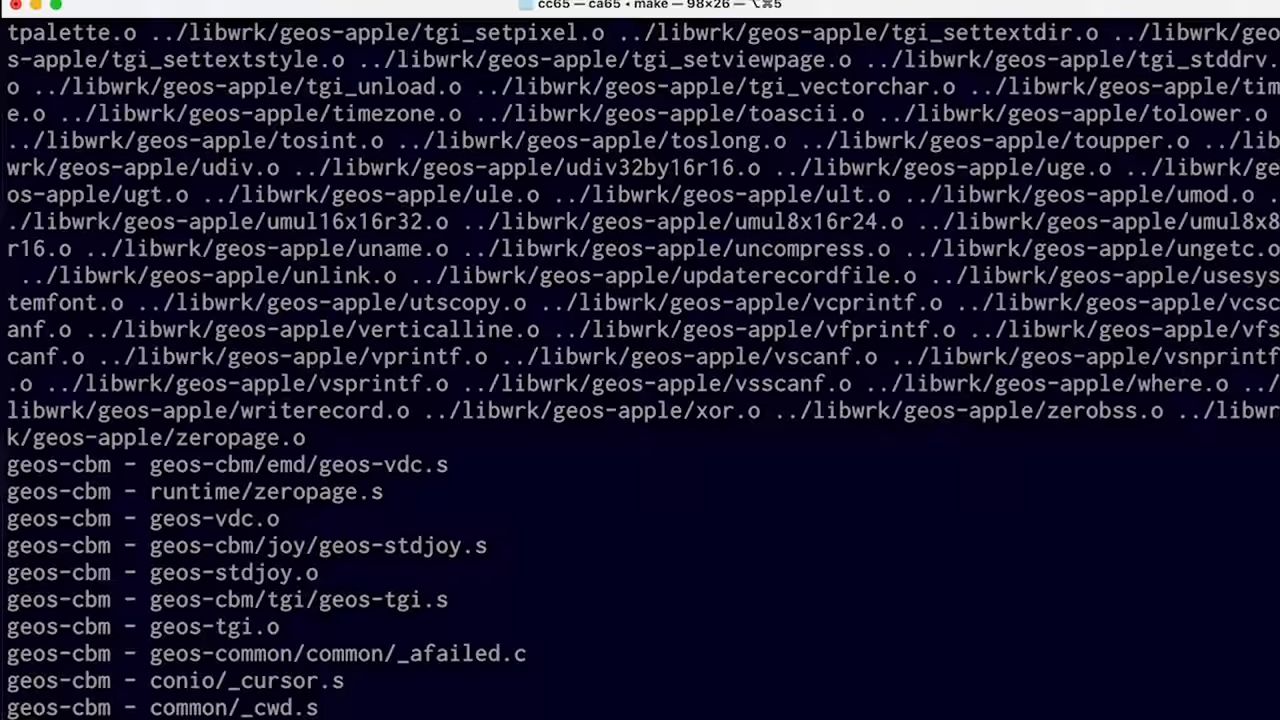 cc65 — ca65 ◂ make — 98×26 — ⌥⌘5
tpalette.o ../libwrk/geos-apple/tgi_setpixel.o ../libwrk/geos-apple/tgi_settextdir.o ../libwrk/geo
s-apple/tgi_settextstyle.o ../libwrk/geos-apple/tgi_setviewpage.o ../libwrk/geos-apple/tgi_stddrv.
o ../libwrk/geos-apple/tgi_unload.o ../libwrk/geos-apple/tgi_vectorchar.o ../libwrk/geos-apple/tim
e.o ../libwrk/geos-apple/timezone.o ../libwrk/geos-apple/toascii.o ../libwrk/geos-apple/tolower.o
../libwrk/geos-apple/tosint.o ../libwrk/geos-apple/toslong.o ../libwrk/geos-apple/toupper.o ../lib
wrk/geos-apple/udiv.o ../libwrk/geos-apple/udiv32by16r16.o ../libwrk/geos-apple/uge.o ../libwrk/ge
os-apple/ugt.o ../libwrk/geos-apple/ule.o ../libwrk/geos-apple/ult.o ../libwrk/geos-apple/umod.o .
./libwrk/geos-apple/umul16x16r32.o ../libwrk/geos-apple/umul8x16r24.o ../libwrk/geos-apple/umul8x8
r16.o ../libwrk/geos-apple/uname.o ../libwrk/geos-apple/uncompress.o ../libwrk/geos-apple/ungetc.o
../libwrk/geos-apple/unlink.o ../libwrk/geos-apple/updaterecordfile.o ../libwrk/geos-apple/usesys
temfont.o ../libwrk/geos-apple/utscopy.o ../libwrk/geos-apple/vcprintf.o ../libwrk/geos-apple/vcsc
anf.o ../libwrk/geos-apple/verticalline.o ../libwrk/geos-apple/vfprintf.o ../libwrk/geos-apple/vfs
canf.o ../libwrk/geos-apple/vprintf.o ../libwrk/geos-apple/vscanf.o ../libwrk/geos-apple/vsnprintf
.o ../libwrk/geos-apple/vsprintf.o ../libwrk/geos-apple/vsscanf.o ../libwrk/geos-apple/where.o ../
libwrk/geos-apple/writerecord.o ../libwrk/geos-apple/xor.o ../libwrk/geos-apple/zerobss.o ../libwr
k/geos-apple/zeropage.o
geos-cbm - geos-cbm/emd/geos-vdc.s
geos-cbm - runtime/zeropage.s
geos-cbm - geos-vdc.o
geos-cbm - geos-cbm/joy/geos-stdjoy.s
geos-cbm - geos-stdjoy.o
geos-cbm - geos-cbm/tgi/geos-tgi.s
geos-cbm - geos-tgi.o
geos-cbm - geos-common/common/_afailed.c
geos-cbm - conio/_cursor.s
geos-cbm - common/_cwd.s